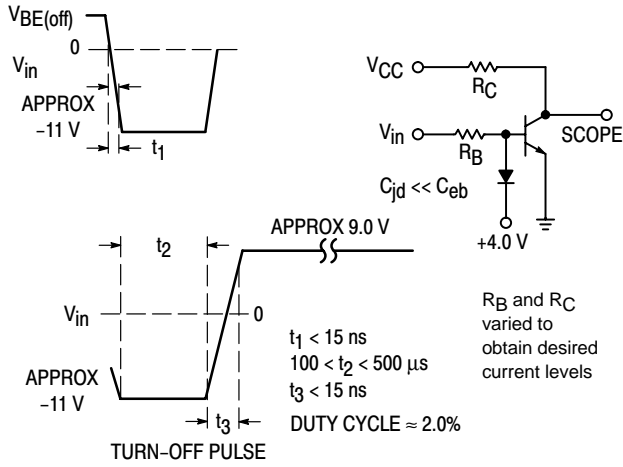 VBE(off)
0
Vin
APPROX
−11 V
t1
VCC
RC
Vin
RB
SCOPE
Cjd << Ceb
+4.0 V
t2
APPROX 9.0 V
Vin
0
APPROX
−11 V
t3
TURN−OFF PULSE
t1 < 15 ns
100 < t2 < 500 μs
t3 < 15 ns
DUTY CYCLE ≈ 2.0%
RB and RC
varied to
obtain desired
current levels